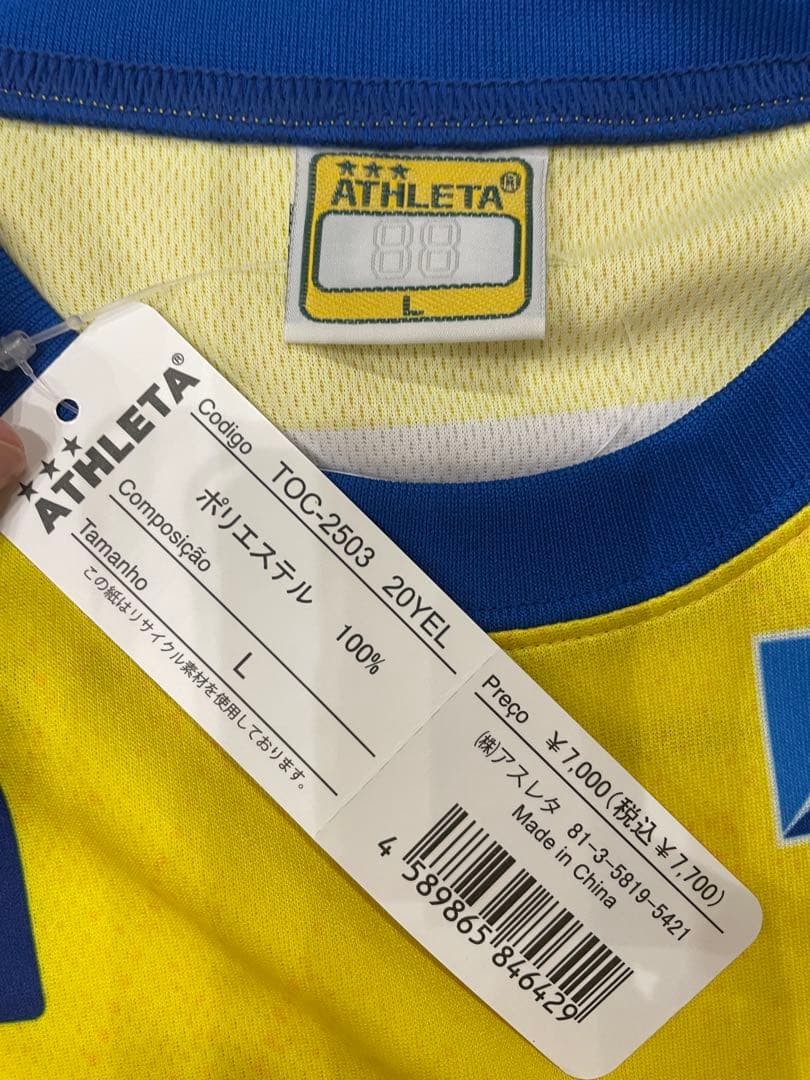 ★★★
ATHLETA®
88
L
★★★
ATHLETA®
Codigo TOC-2503 20YEL
Composição
ポリエステル 100%
Tamanho L
この紙はリサイクル素材を使用しております。
Preço ￥7,000(税込￥7,700)
㈱アスレタ 81-3-5819-5421
Made in China
4 589865 846429